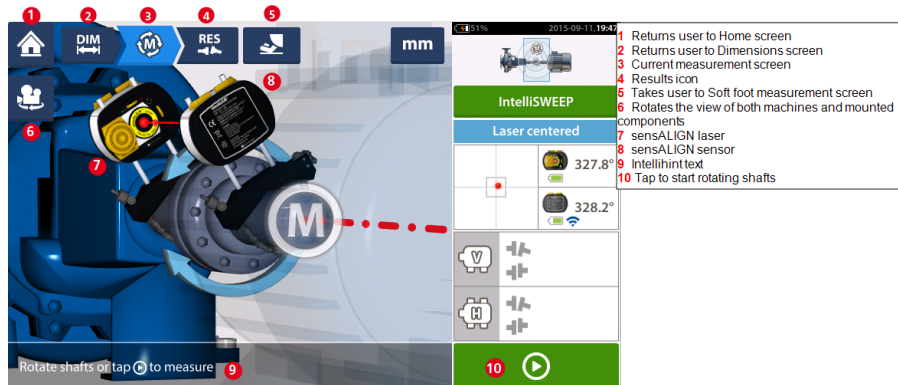 1 2 3 4 5
DIM
M
RES
mm
6
7
8
M
Rotate shafts or tap to measure 9
51% 2015-09-11, 19:47
IntelliSWEEP
Laser centered
327.8°
328.2°
V
H
10
1 Returns user to Home screen
2 Returns user to Dimensions screen
3 Current measurement screen
4 Results icon
5 Takes user to Soft foot measurement screen
6 Rotates the view of both machines and mounted
components
7 sensALIGN laser
8 sensALIGN sensor
9 Intellihint text
10 Tap to start rotating shafts